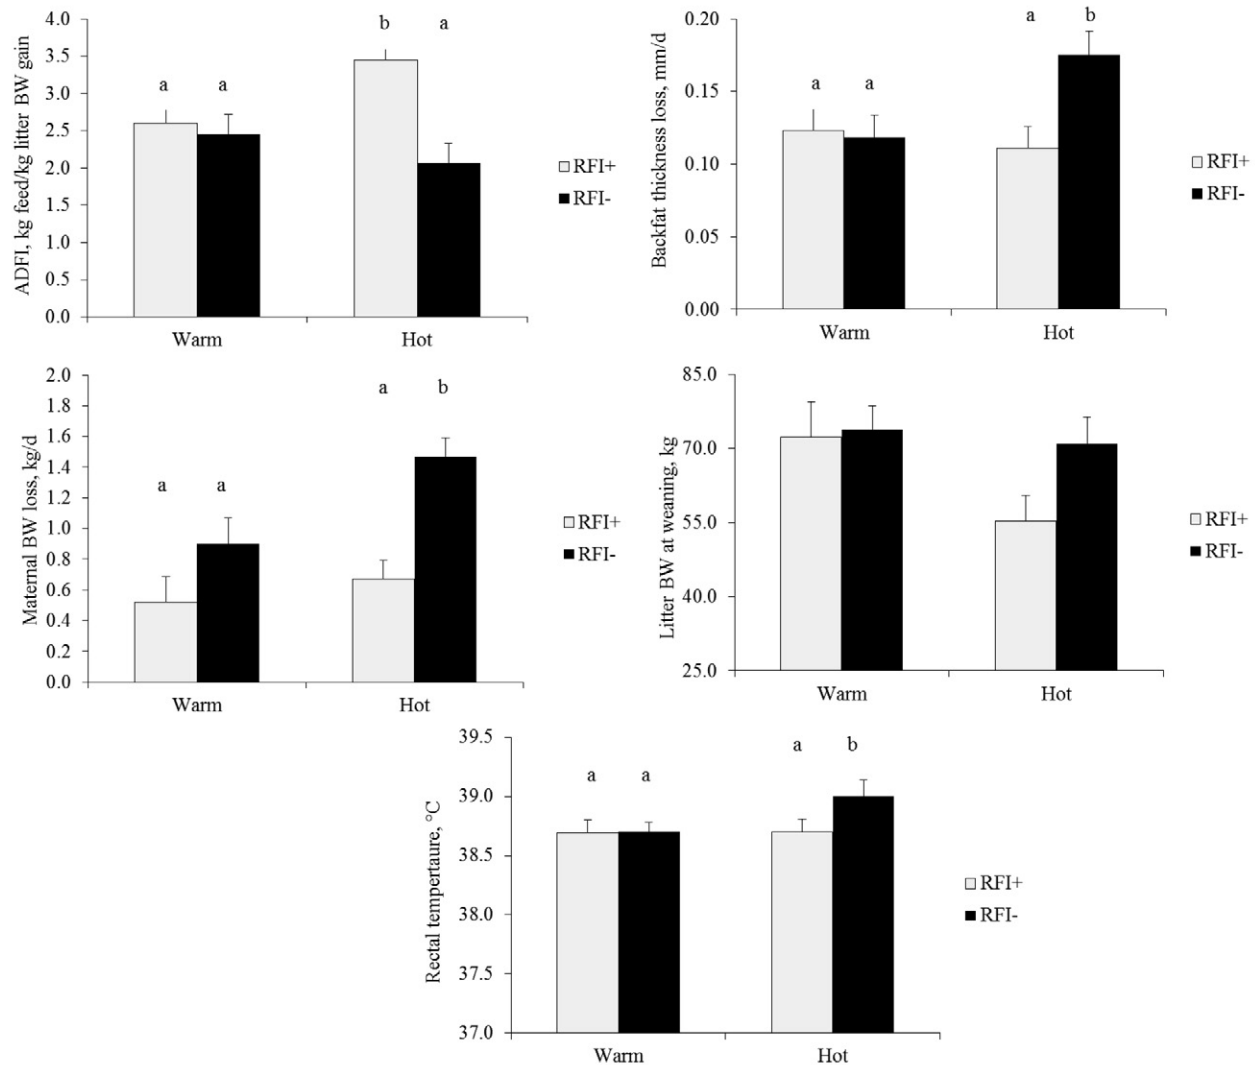 ADFI, kg feed/kg litter BW gain
4.0
3.5
3.0
2.5
2.0
1.5
1.0
0.5
0.0
a a
b a
Warm Hot
RFI+
RFI-
Backfat thickness loss, mm/d
0.20
0.15
0.10
0.05
0.00
a a
a b
Warm Hot
RFI+
RFI-
Maternal BW loss, kg/d
2.0
1.8
1.6
1.4
1.2
1.0
0.8
0.6
0.4
0.2
0.0
a a
a b
Warm Hot
RFI+
RFI-
Litter BW at weaning, kg
85.0
70.0
55.0
40.0
25.0
Warm Hot
RFI+
RFI-
Rectal tempertaure, °C
39.5
39.0
38.5
38.0
37.5
37.0
a a
a b
Warm Hot
RFI+
RFI-